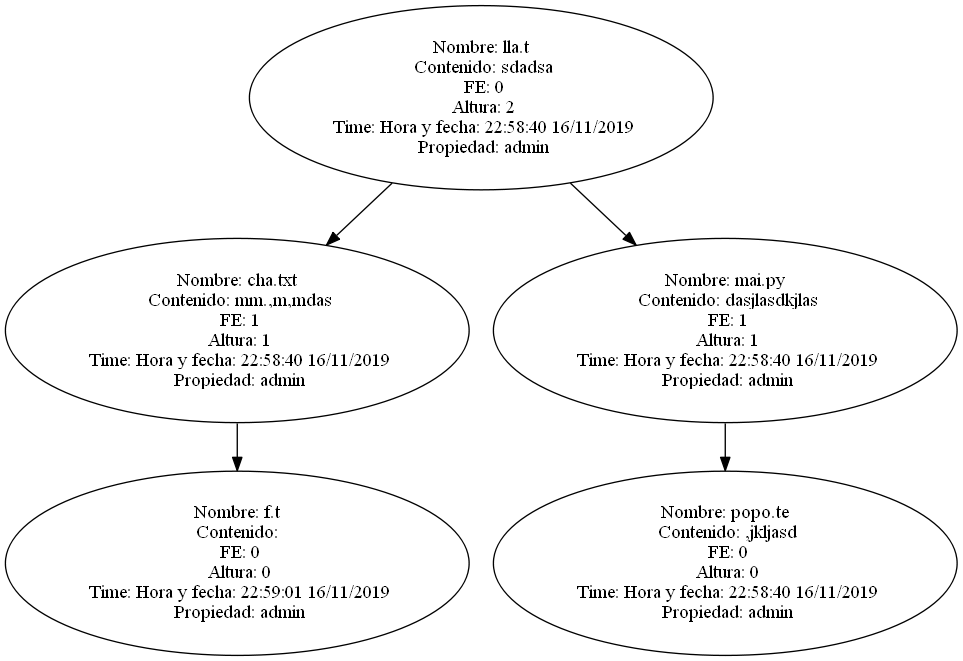 Nombre: lla.t
Contenido: sdadsa
FE: 0
Altura: 2
Time: Hora y fecha: 22:58:40 16/11/2019
Propiedad: admin
Nombre: cha.txt
Contenido: mm.,m,mdas
FE: 1
Altura: 1
Time: Hora y fecha: 22:58:40 16/11/2019
Propiedad: admin
Nombre: mai.py
Contenido: dasjlasdkjlas
FE: 1
Altura: 1
Time: Hora y fecha: 22:58:40 16/11/2019
Propiedad: admin
Nombre: f.t
Contenido:
FE: 0
Altura: 0
Time: Hora y fecha: 22:59:01 16/11/2019
Propiedad: admin
Nombre: popo.te
Contenido: ,jkljasd
FE: 0
Altura: 0
Time: Hora y fecha: 22:58:40 16/11/2019
Propiedad: admin